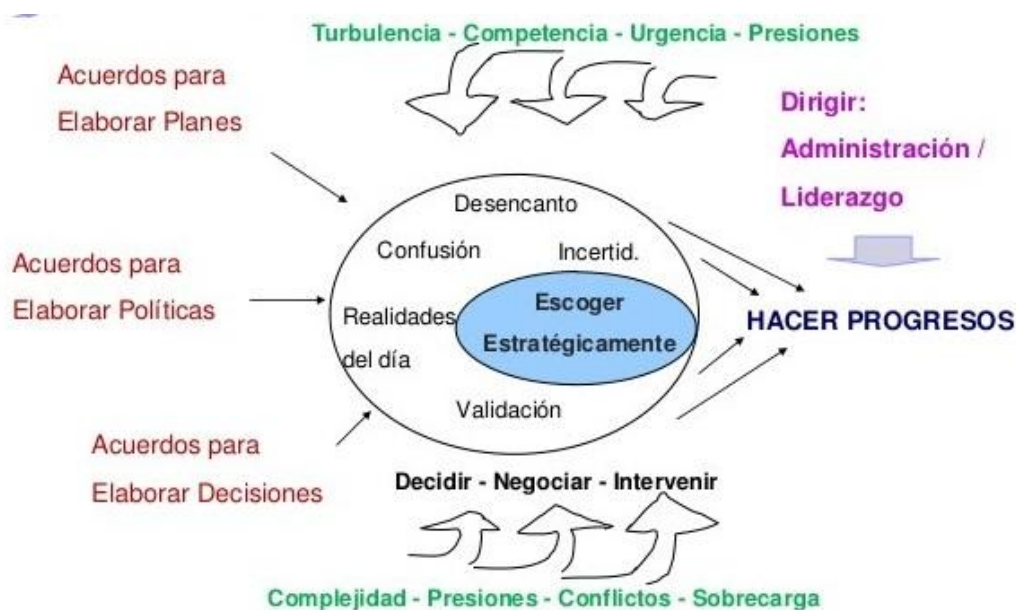 Turbulencia - Competencia - Urgencia - Presiones
Acuerdos para
Elaborar Planes
Dirigir:
Administración /
Liderazgo
Desencanto
Confusión
Incertid.
Acuerdos para
Elaborar Políticas
Realidades
del día
Escoger
Estratégicamente
HACER PROGRESOS
Validación
Acuerdos para
Elaborar Decisiones
Decidir - Negociar - Intervenir
Complejidad - Presiones - Conflictos - Sobrecarga